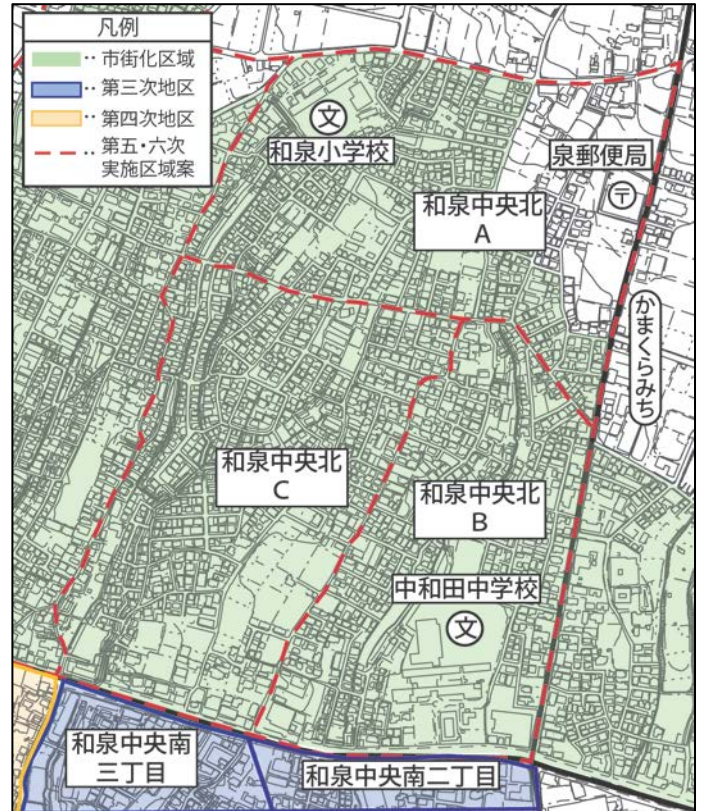 凡例
‥市街化区域
‥第三次地区
‥第四次地区
‥第五・六次
実施区域案
文
和泉小学校
泉郵便局
〒
和泉中央北
A
かまくらみち
和泉中央北
C
和泉中央北
B
中和田中学校
文
和泉中央南
三丁目
和泉中央南二丁目